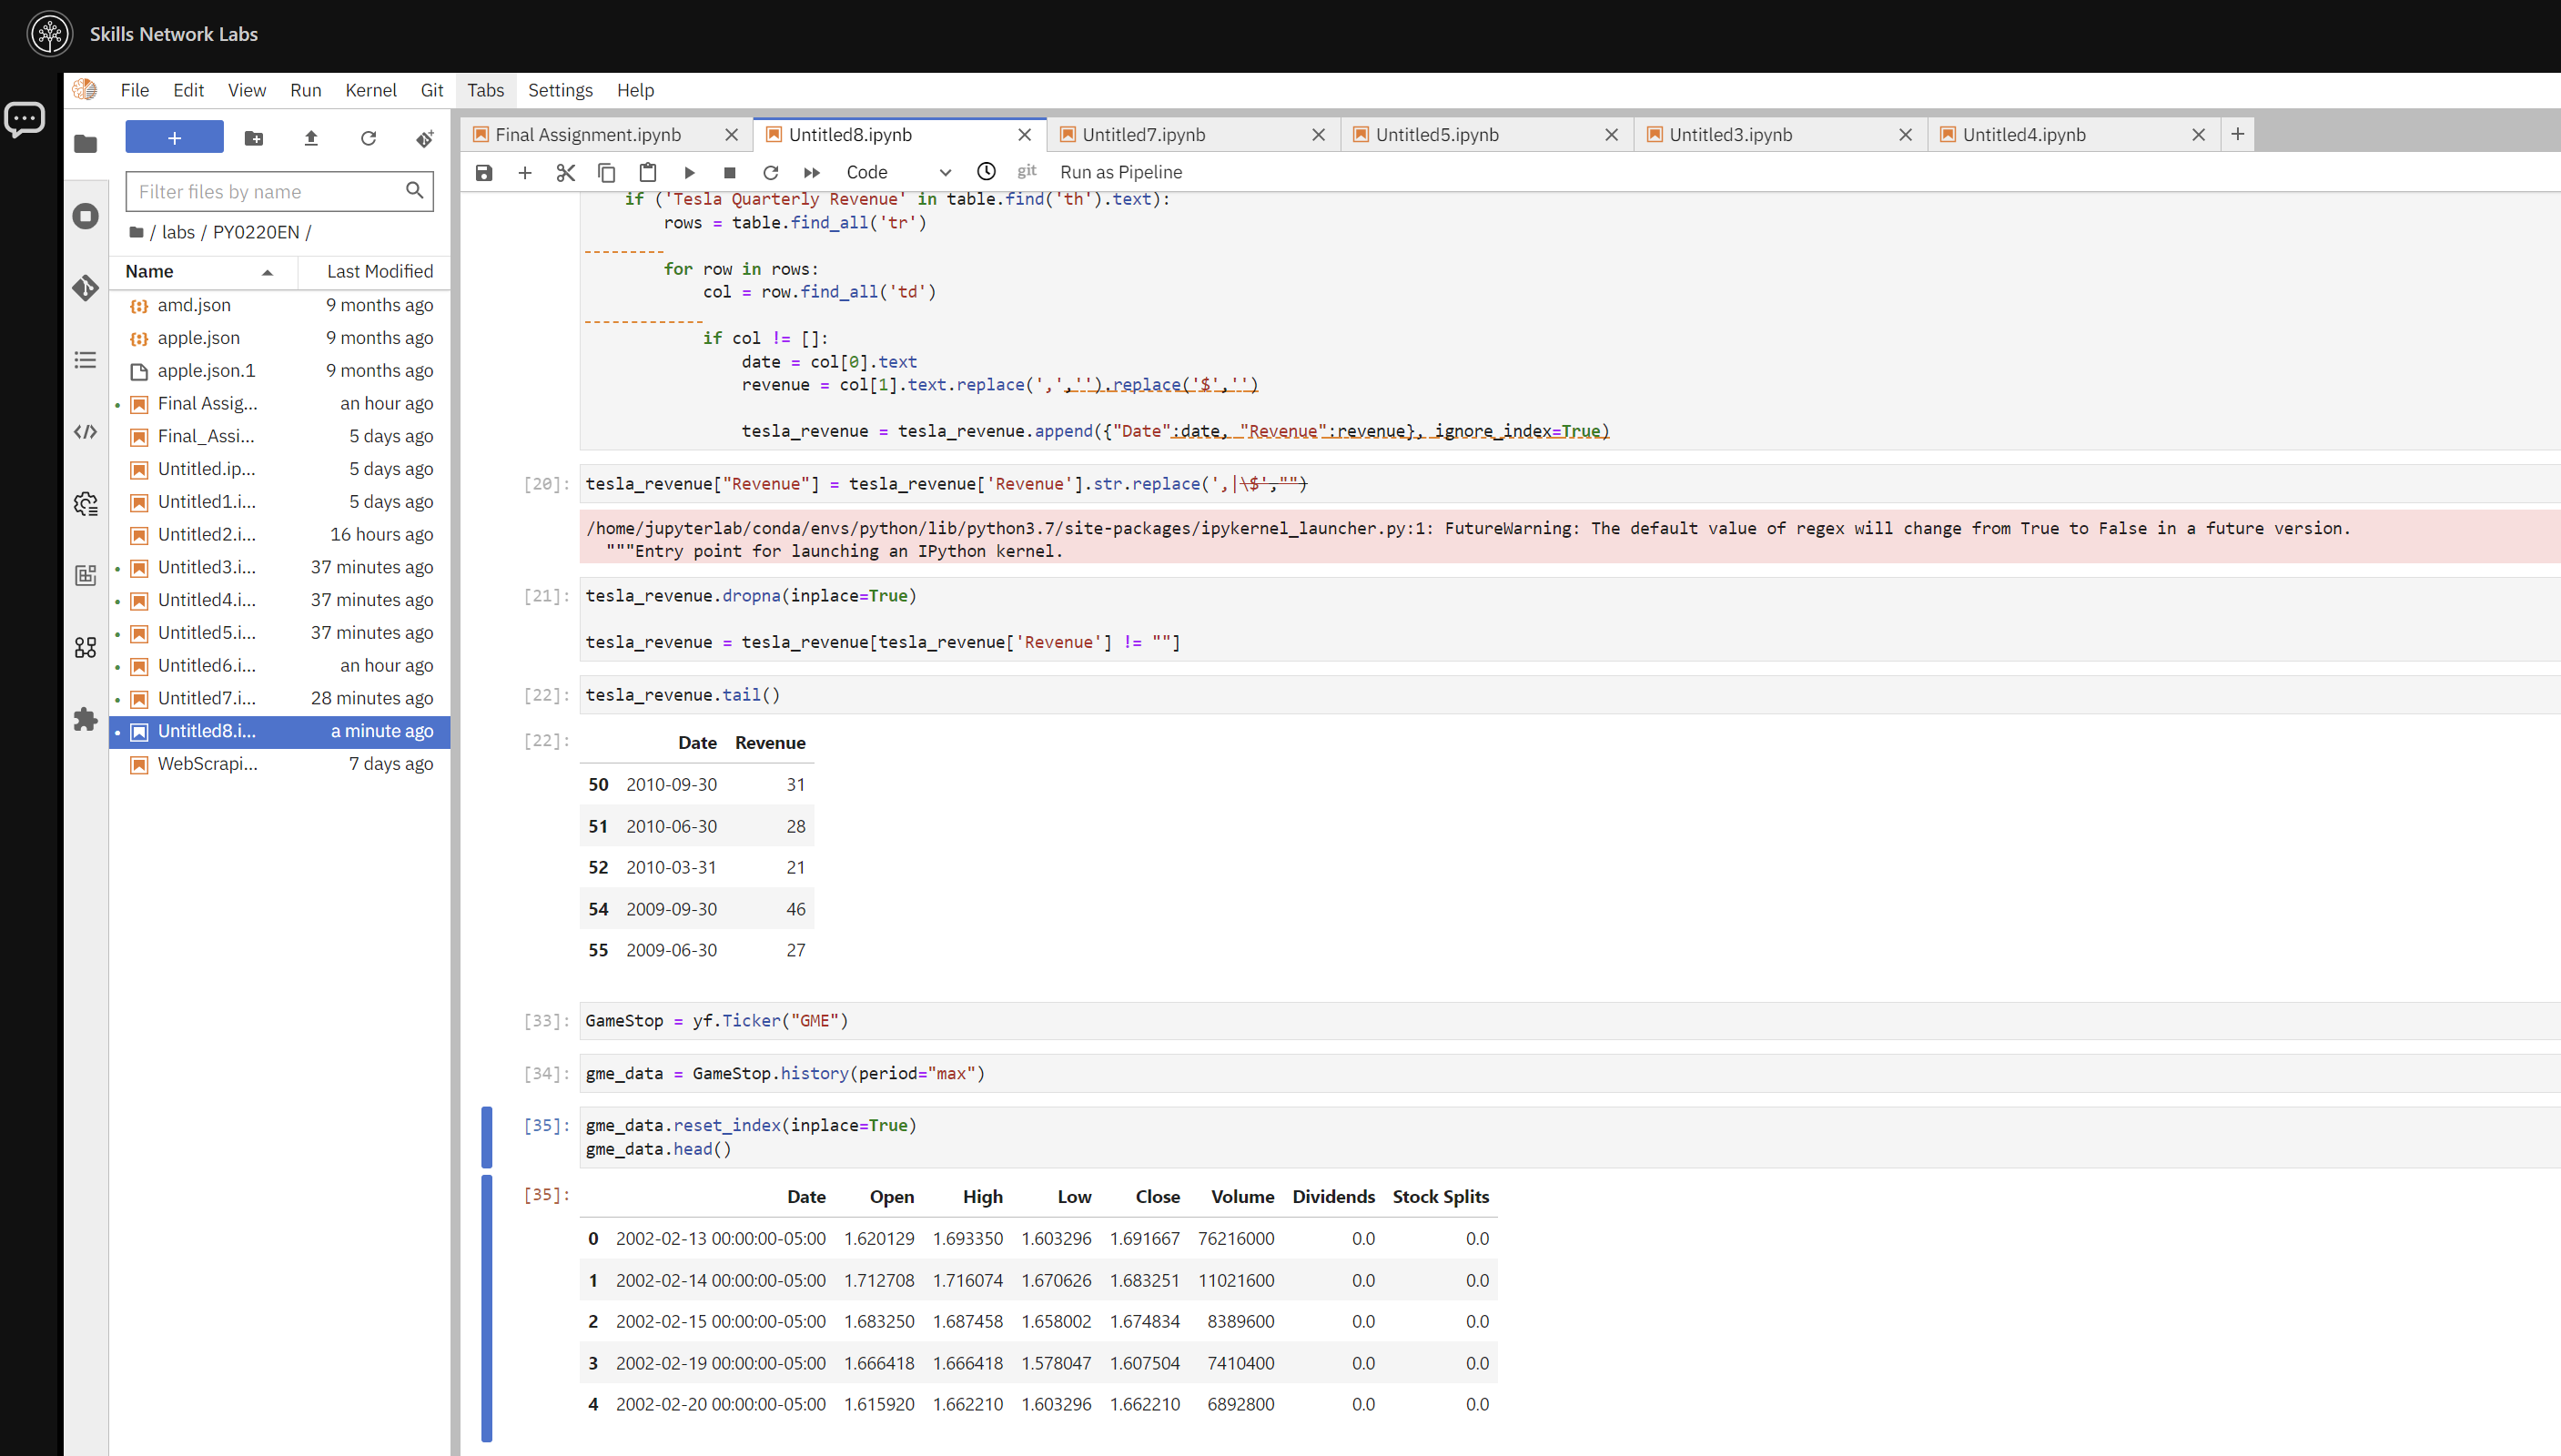 Skills Network Labs
File Edit View Run Kernel Git Tabs Settings Help
Final Assignment.ipynb Untitled8.ipynb Untitled7.ipynb Untitled5.ipynb Untitled3.ipynb Untitled4.ipynb
Code git Run as Pipeline
Filter files by name
/ labs / PY0220EN /
Name Last Modified
amd.json 9 months ago
apple.json 9 months ago
apple.json.1 9 months ago
Final Assig... an hour ago
Final_Assi... 5 days ago
Untitled.ip... 5 days ago
Untitled1.i... 5 days ago
Untitled2.i... 16 hours ago
Untitled3.i... 37 minutes ago
Untitled4.i... 37 minutes ago
Untitled5.i... 37 minutes ago
Untitled6.i... an hour ago
Untitled7.i... 28 minutes ago
Untitled8.i... a minute ago
WebScrapi... 7 days ago
if ('Tesla Quarterly Revenue' in table.find('th').text):
rows = table.find_all('tr')
for row in rows:
col = row.find_all('td')
if col != []:
date = col[0].text
revenue = col[1].text.replace(',','').replace('$','')
tesla_revenue = tesla_revenue.append({"Date":date, "Revenue":revenue}, ignore_index=True)
[20]: tesla_revenue["Revenue"] = tesla_revenue['Revenue'].str.replace(',|\$',"")
/home/jupyterlab/conda/envs/python/lib/python3.7/site-packages/ipykernel_launcher.py:1: FutureWarning: The default value of regex will change from True to False in a future version.
"""Entry point for launching an IPython kernel.
[21]: tesla_revenue.dropna(inplace=True)
tesla_revenue = tesla_revenue[tesla_revenue['Revenue'] != ""]
[22]: tesla_revenue.tail()
[22]: Date Revenue
50 2010-09-30 31
51 2010-06-30 28
52 2010-03-31 21
54 2009-09-30 46
55 2009-06-30 27
[33]: GameStop = yf.Ticker("GME")
[34]: gme_data = GameStop.history(period="max")
[35]: gme_data.reset_index(inplace=True)
gme_data.head()
[35]: Date Open High Low Close Volume Dividends Stock Splits
0 2002-02-13 00:00:00-05:00 1.620129 1.693350 1.603296 1.691667 76216000 0.0 0.0
1 2002-02-14 00:00:00-05:00 1.712708 1.716074 1.670626 1.683251 11021600 0.0 0.0
2 2002-02-15 00:00:00-05:00 1.683250 1.687458 1.658002 1.674834 8389600 0.0 0.0
3 2002-02-19 00:00:00-05:00 1.666418 1.666418 1.578047 1.607504 7410400 0.0 0.0
4 2002-02-20 00:00:00-05:00 1.615920 1.662210 1.603296 1.662210 6892800 0.0 0.0